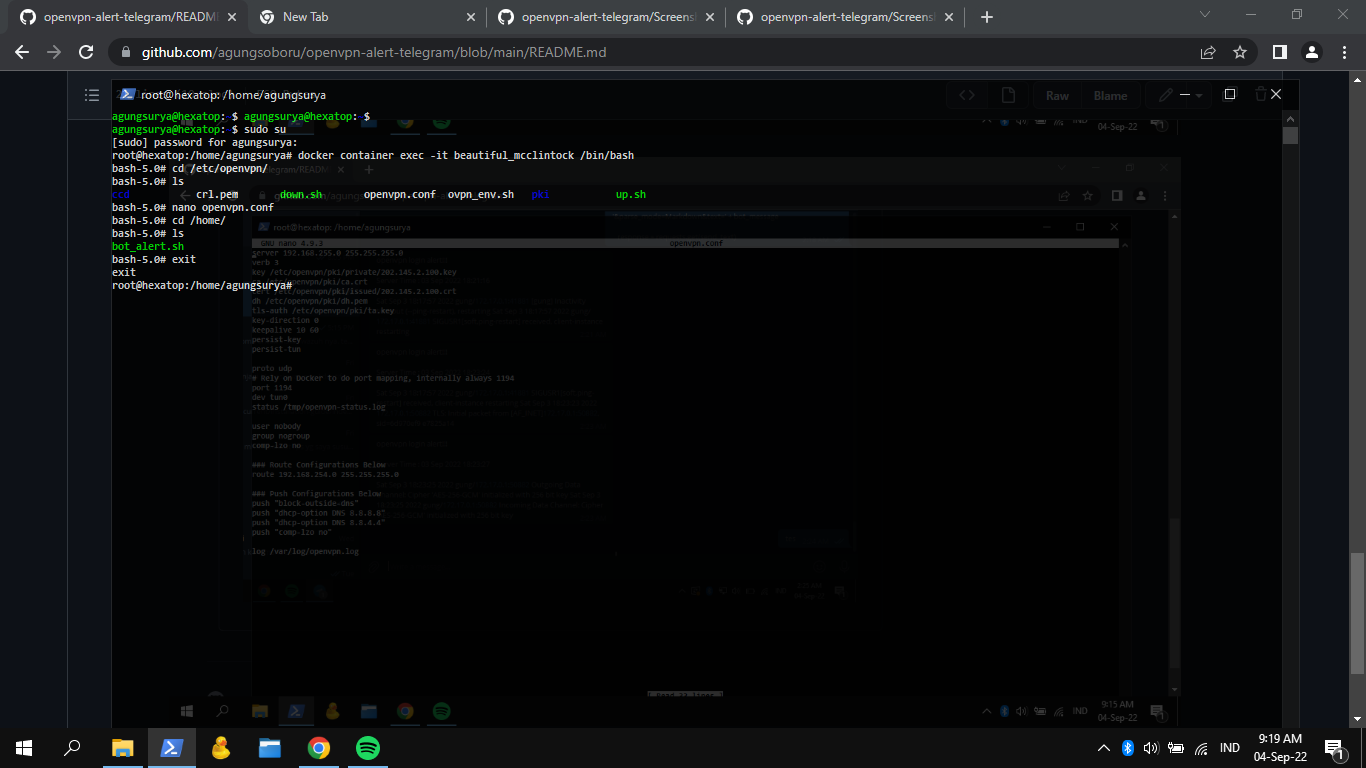 openvpn-alert-telegram/READM
New Tab
openvpn-alert-telegram/Screens
openvpn-alert-telegram/Screens
github.com/agungsoboru/openvpn-alert-telegram/blob/main/README.md
root@hexatop: /home/agungsurya
Raw
Blame
agungsurya@hexatop:~$ agungsurya@hexatop:~$
agungsurya@hexatop:~$ sudo su
[sudo] password for agungsurya:
root@hexatop:/home/agungsurya# docker container exec -it beautiful_mcclintock /bin/bash
bash-5.0# cd /etc/openvpn/
bash-5.0# ls
ccd crl.pem down.sh openvpn.conf ovpn_env.sh pki up.sh
bash-5.0# nano openvpn.conf
bash-5.0# cd /home/
bash-5.0# ls
bot_alert.sh
bash-5.0# exit
exit
root@hexatop:/home/agungsurya#
04-Sep-22
root@hexatop: /home/agungsurya
GNU nano 4.9.3 openvpn.conf
server 192.168.255.0 255.255.255.0
verb 3
key /etc/openvpn/pki/private/202.145.2.100.key
ca /etc/openvpn/pki/ca.crt
cert /etc/openvpn/pki/issued/202.145.2.100.crt
dh /etc/openvpn/pki/dh.pem
tls-auth /etc/openvpn/pki/ta.key
key-direction 0
keepalive 10 60
persist-key
persist-tun
proto udp
# Rely on Docker to do port mapping, internally always 1194
port 1194
dev tun0
status /tmp/openvpn-status.log
user nobody
group nogroup
comp-lzo no
### Route Configurations Below
route 192.168.254.0 255.255.255.0
### Push Configurations Below
push "block-outside-dns"
push "dhcp-option DNS 8.8.8.8"
push "dhcp-option DNS 8.8.4.4"
push "comp-lzo no"
log /var/log/openvpn.log
IND
9:15 AM
04-Sep-22
IND
9:19 AM
04-Sep-22
1